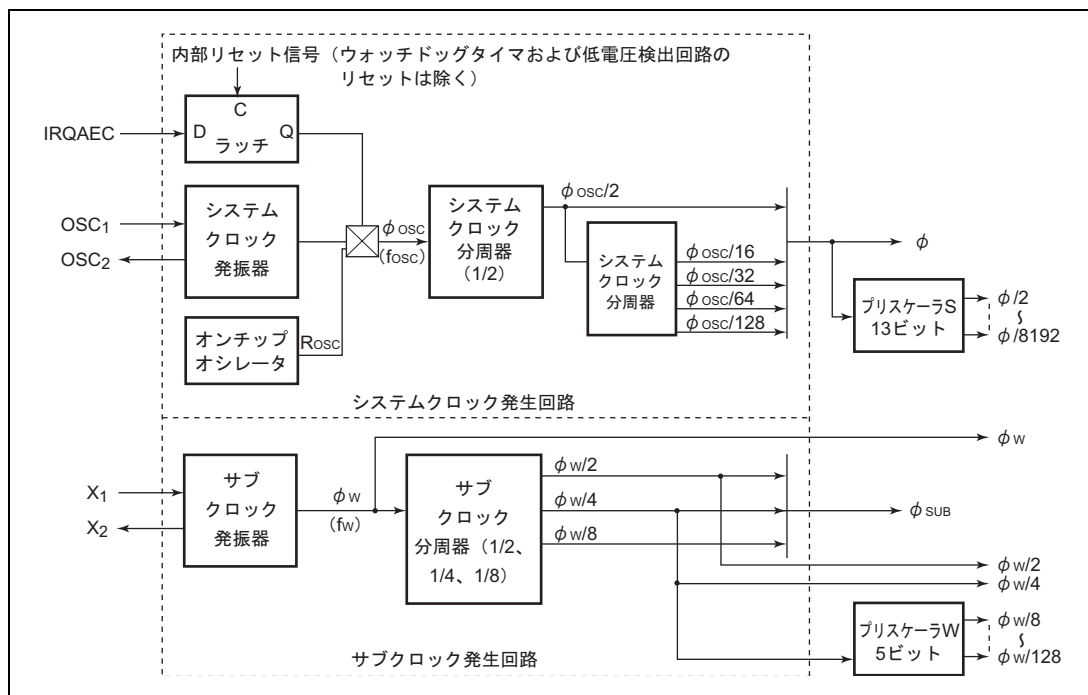 内部リセット信号（ウォッチドッグタイマおよび低電圧検出回路の
リセットは除く）
IRQAEC
C
D
Q
ラッチ
OSC1
OSC2
システム
クロック
発振器
オンチップ
オシレータ
ROSC
φOSC
(fOSC)
システム
クロック
分周器
（1/2）
φOSC/2
システム
クロック
分周器
φOSC/16
φOSC/32
φOSC/64
φOSC/128
φ
プリスケーラS
13ビット
φ/2
～
φ/8192
システムクロック発生回路
X1
X2
サブ
クロック
発振器
φW
(fW)
サブ
クロック
分周器（1/2、
1/4、1/8）
φW/2
φW/4
φW/8
φW
φSUB
φW/2
φW/4
プリスケーラW
5ビット
φW/8
～
φW/128
サブクロック発生回路